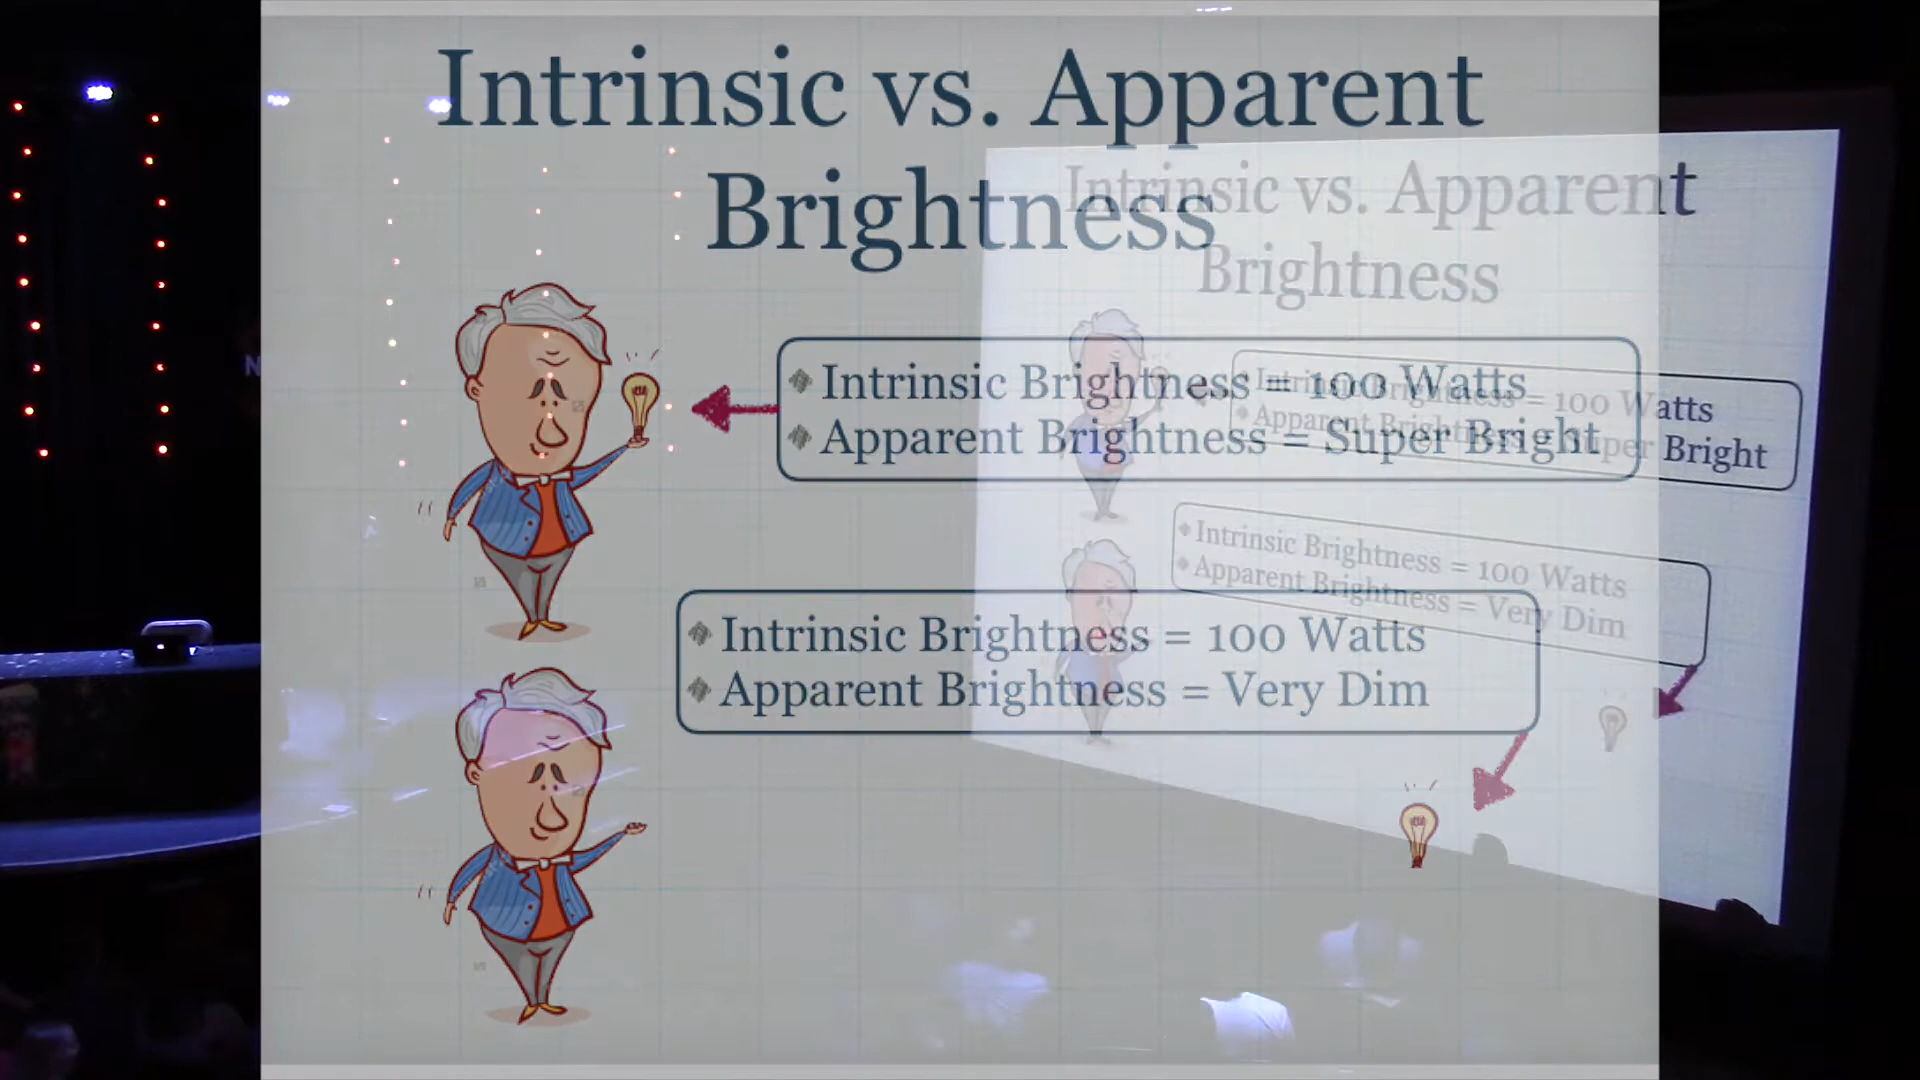 Intrinsic vs. Apparent
Brightness
Intrinsic Brightness = 100 Watts
Apparent Brightness = Super Bright
Intrinsic Brightness = 100 Watts
Apparent Brightness = Very Dim
Intrinsic vs. Apparent
Brightness
Intrinsic Brightness = 100 Watts
Apparent Brightness = Super Bright
Intrinsic Brightness = 100 Watts
Apparent Brightness = Very Dim
N